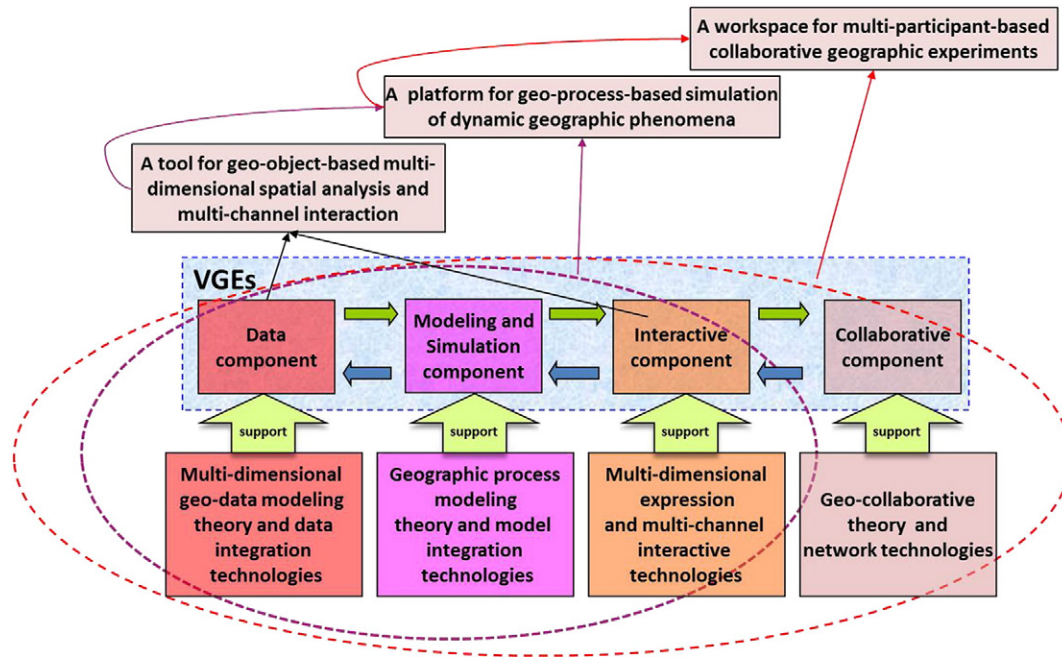 A workspace for multi-participant-based
collaborative geographic experiments
A platform for geo-process-based simulation
of dynamic geographic phenomena
A tool for geo-object-based multi-
dimensional spatial analysis and
multi-channel interaction
VGEs
Data
component
Modeling and
Simulation
component
Interactive
component
Collaborative
component
support
support
support
support
Multi-dimensional
geo-data modeling
theory and data
integration
technologies
Geographic process
modeling
theory and model
integration
technologies
Multi-dimensional
expression
and multi-channel
interactive
technologies
Geo-collaborative
theory and
network technologies